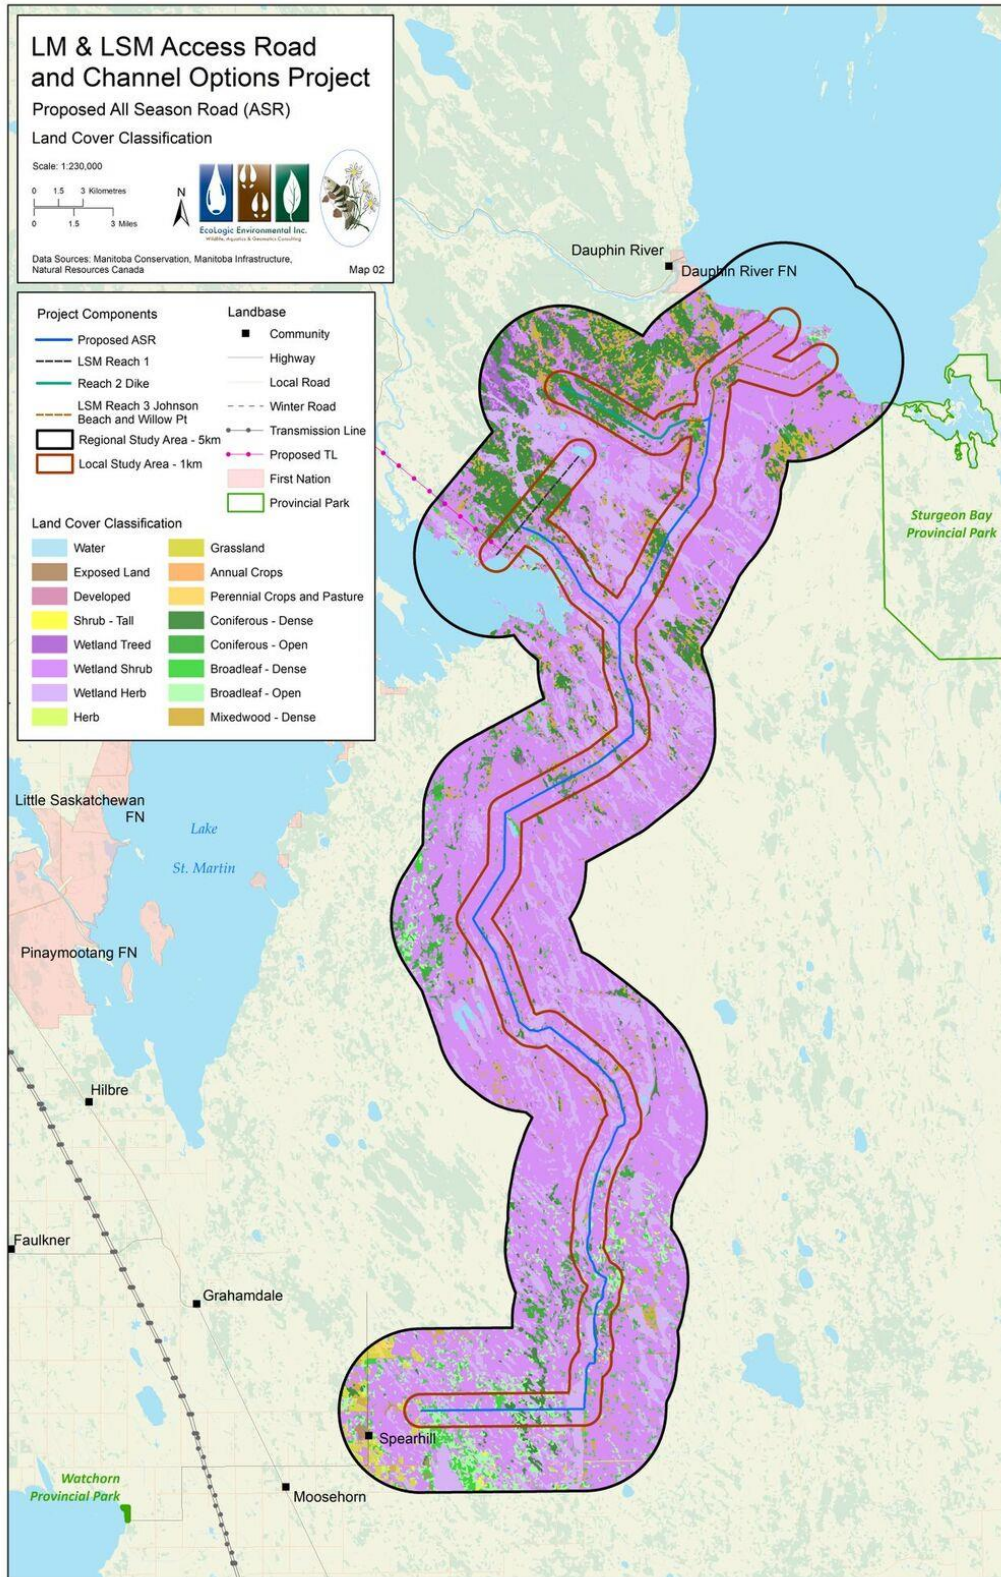 LM & LSM Access Road
and Channel Options Project
Proposed All Season Road (ASR)
Land Cover Classification
Scale: 1:230,000
0 1.5 3 Kilometres
0 1.5 3 Miles
N
EcoLogic Environmental Inc.
Wildlife, Aquatics & Geomatics Consulting
Data Sources: Manitoba Conservation, Manitoba Infrastructure,
Natural Resources Canada
Map 02
Project Components
Proposed ASR
LSM Reach 1
Reach 2 Dike
LSM Reach 3 Johnson
Beach and Willow Pt
Regional Study Area - 5km
Local Study Area - 1km
Landbase
Community
Highway
Local Road
Winter Road
Transmission Line
Proposed TL
First Nation
Provincial Park
Land Cover Classification
Water
Exposed Land
Developed
Shrub - Tall
Wetland Treed
Wetland Shrub
Wetland Herb
Herb
Grassland
Annual Crops
Perennial Crops and Pasture
Coniferous - Dense
Coniferous - Open
Broadleaf - Dense
Broadleaf - Open
Mixedwood - Dense
Dauphin River
Dauphin River FN
Sturgeon Bay
Provincial Park
Little Saskatchewan
FN
Lake
St. Martin
Pinaymootang FN
Hilbre
Faulkner
Grahamdale
Spearhill
Moosehorn
Watchorn
Provincial Park